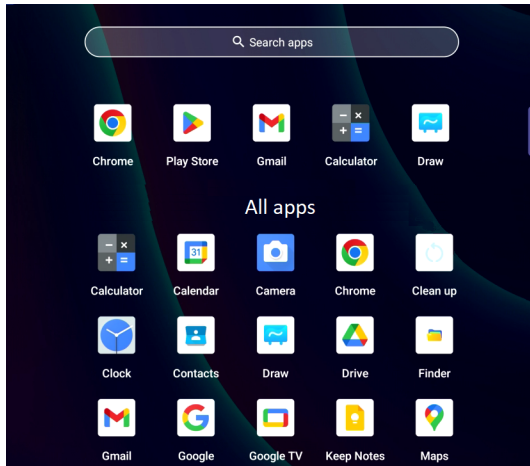 Search apps
Chrome Play Store Gmail Calculator Draw
All apps
31
Calculator Calendar Camera Chrome Clean up
Clock Contacts Draw Drive Finder
Gmail Google Google TV Keep Notes Maps